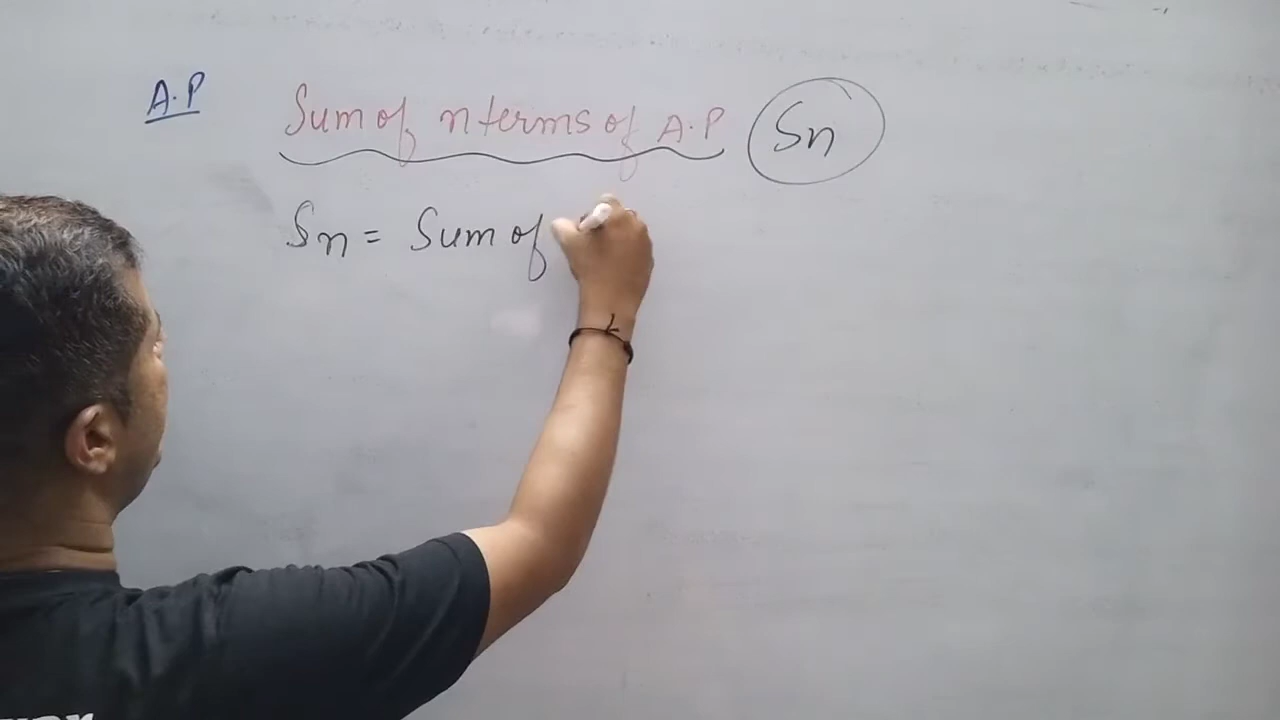 A.P
Sum of n terms of A.P Sn
Sn = Sum of